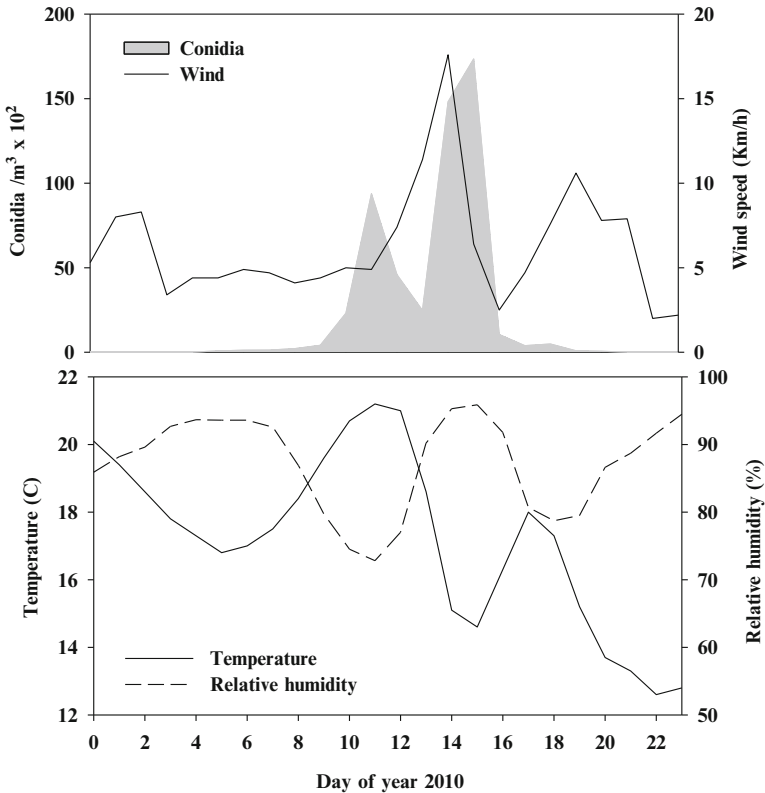 200
150
100
50
0
Conidia /m³ x 10²
Conidia
Wind
20
15
10
5
0
Wind speed (Km/h)
22
20
18
16
14
12
Temperature (C)
Temperature
Relative humidity
100
90
80
70
60
50
Relative humidity (%)
0 2 4 6 8 10 12 14 16 18 20 22
Day of year 2010